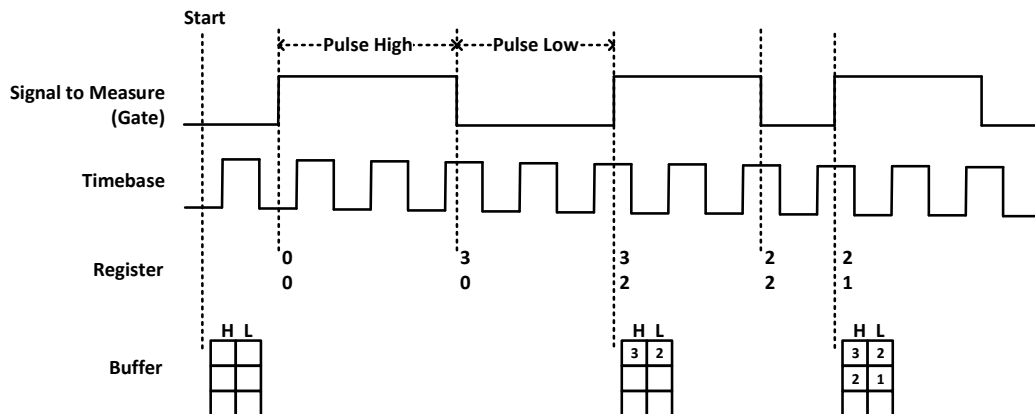 Start
Pulse High
Pulse Low
Signal to Measure
(Gate)
Timebase
Register
0 3 3 2 2
0 0 2 2 1
H L H L H L
Buffer
3 2 3 2
2 1